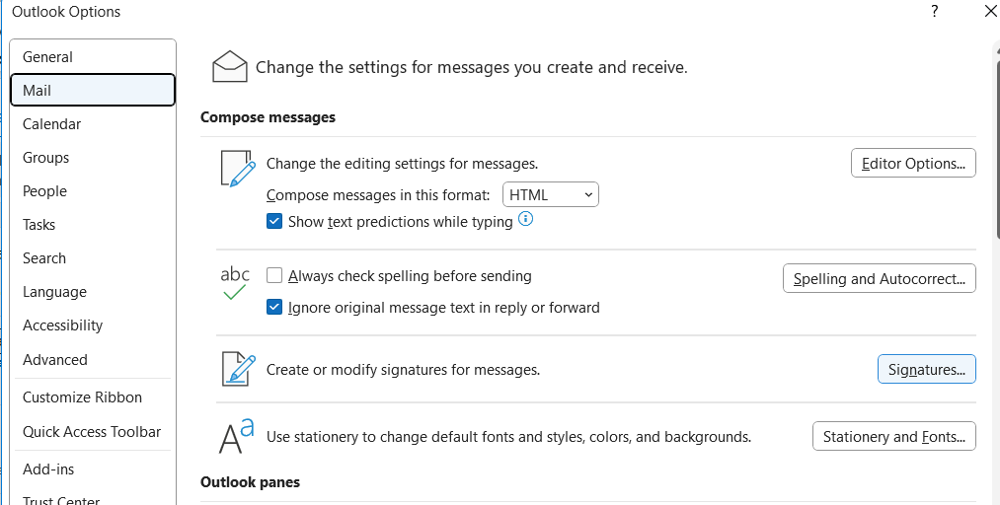 Outlook Options
?
General
Mail
Calendar
Groups
People
Tasks
Search
Language
Accessibility
Advanced
Customize Ribbon
Quick Access Toolbar
Add-ins
Trust Center
Change the settings for messages you create and receive.
Compose messages
Change the editing settings for messages.
Editor Options...
Compose messages in this format: HTML
Show text predictions while typing
abc
Always check spelling before sending
Spelling and Autocorrect...
Ignore original message text in reply or forward
Create or modify signatures for messages.
Signatures...
Aa
Use stationery to change default fonts and styles, colors, and backgrounds.
Stationery and Fonts...
Outlook panes